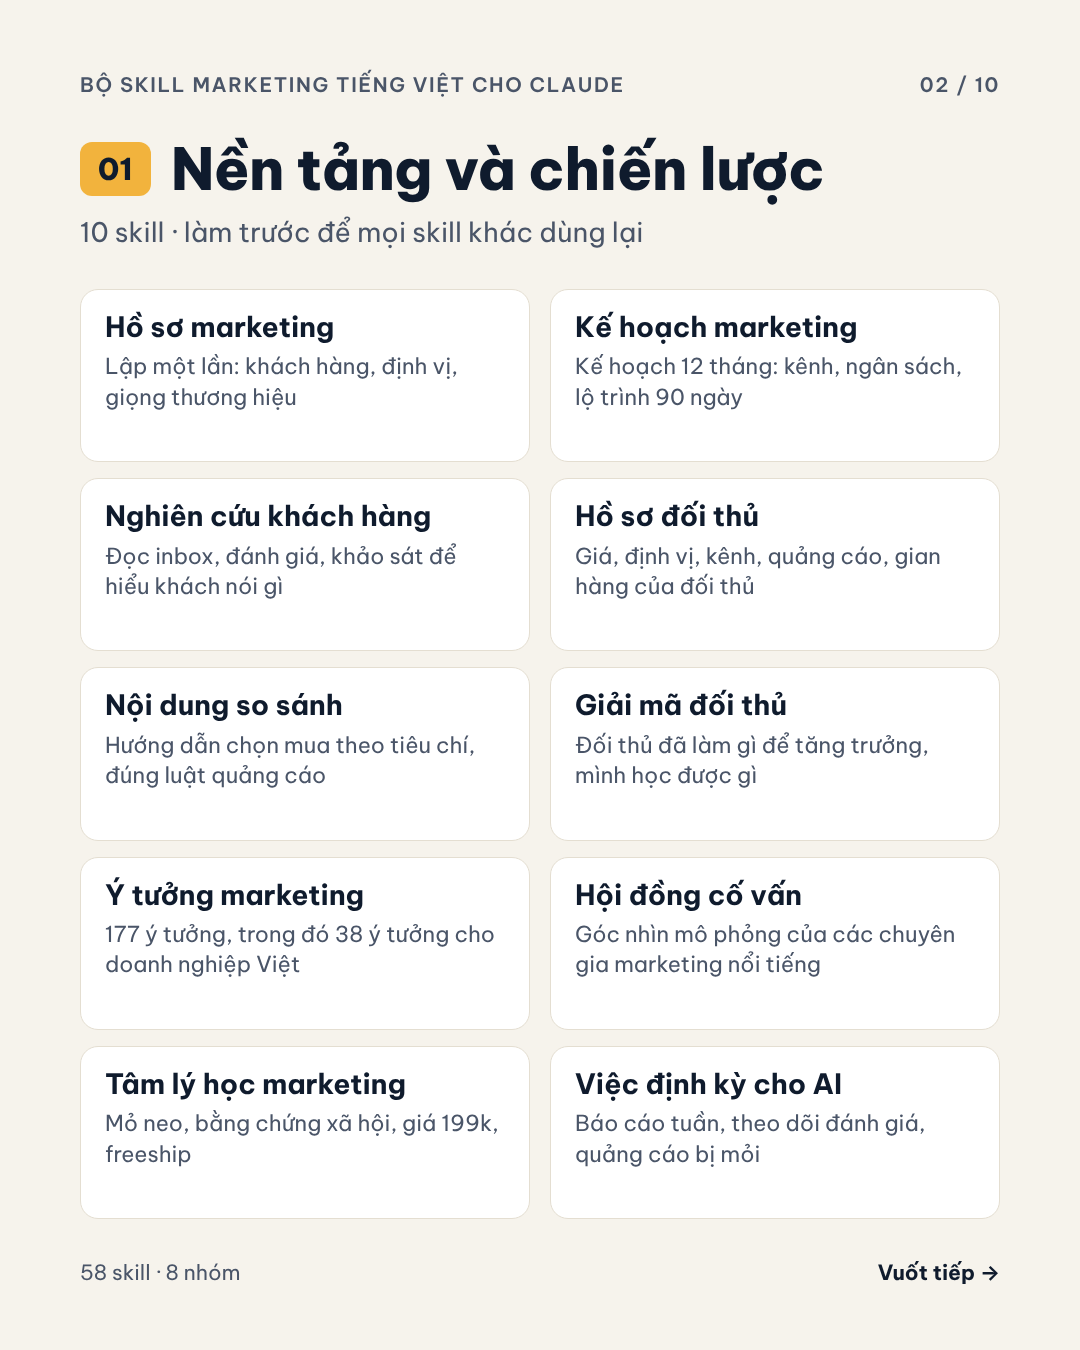 BỘ SKILL MARKETING TIẾNG VIỆT CHO CLAUDE
02 / 10
01 Nền tảng và chiến lược
10 skill · làm trước để mọi skill khác dùng lại
Hồ sơ marketing
Lập một lần: khách hàng, định vị,
giọng thương hiệu
Kế hoạch marketing
Kế hoạch 12 tháng: kênh, ngân sách,
lộ trình 90 ngày
Nghiên cứu khách hàng
Đọc inbox, đánh giá, khảo sát để
hiểu khách nói gì
Hồ sơ đối thủ
Giá, định vị, kênh, quảng cáo, gian
hàng của đối thủ
Nội dung so sánh
Hướng dẫn chọn mua theo tiêu chí,
đúng luật quảng cáo
Giải mã đối thủ
Đối thủ đã làm gì để tăng trưởng,
mình học được gì
Ý tưởng marketing
177 ý tưởng, trong đó 38 ý tưởng cho
doanh nghiệp Việt
Hội đồng cố vấn
Góc nhìn mô phỏng của các chuyên
gia marketing nổi tiếng
Tâm lý học marketing
Mỏ neo, bằng chứng xã hội, giá 199k,
freeship
Việc định kỳ cho AI
Báo cáo tuần, theo dõi đánh giá,
quảng cáo bị mỏi
58 skill · 8 nhóm
Vuốt tiếp →